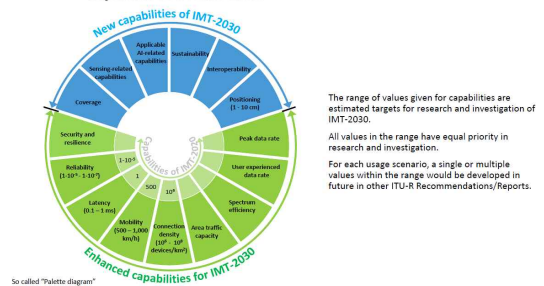 New capabilities of IMT-2030
Coverage
Sensing-related
capabilities
Applicable
AI-related
capabilities
Sustainability
Interoperability
Positioning
(1 - 10 cm)
Security and
resilience
Reliability
(1-10⁻⁵ - 1-10⁻⁷)
Latency
(0.1 – 1 ms)
Mobility
(500 – 1,000
km/h)
Connection
density
(10⁶ - 10⁸
devices/km²)
Area traffic
capacity
Spectrum
efficiency
User experienced
data rate
Peak data rate
1-10⁻⁵
1
500
10⁶
Capabilities of IMT-2020
Enhanced capabilities for IMT-2030
The range of values given for capabilities are
estimated targets for research and investigation of
IMT-2030.
All values in the range have equal priority in
research and investigation.
For each usage scenario, a single or multiple
values within the range would be developed in
future in other ITU-R Recommendations/Reports.
So called “Palette diagram”